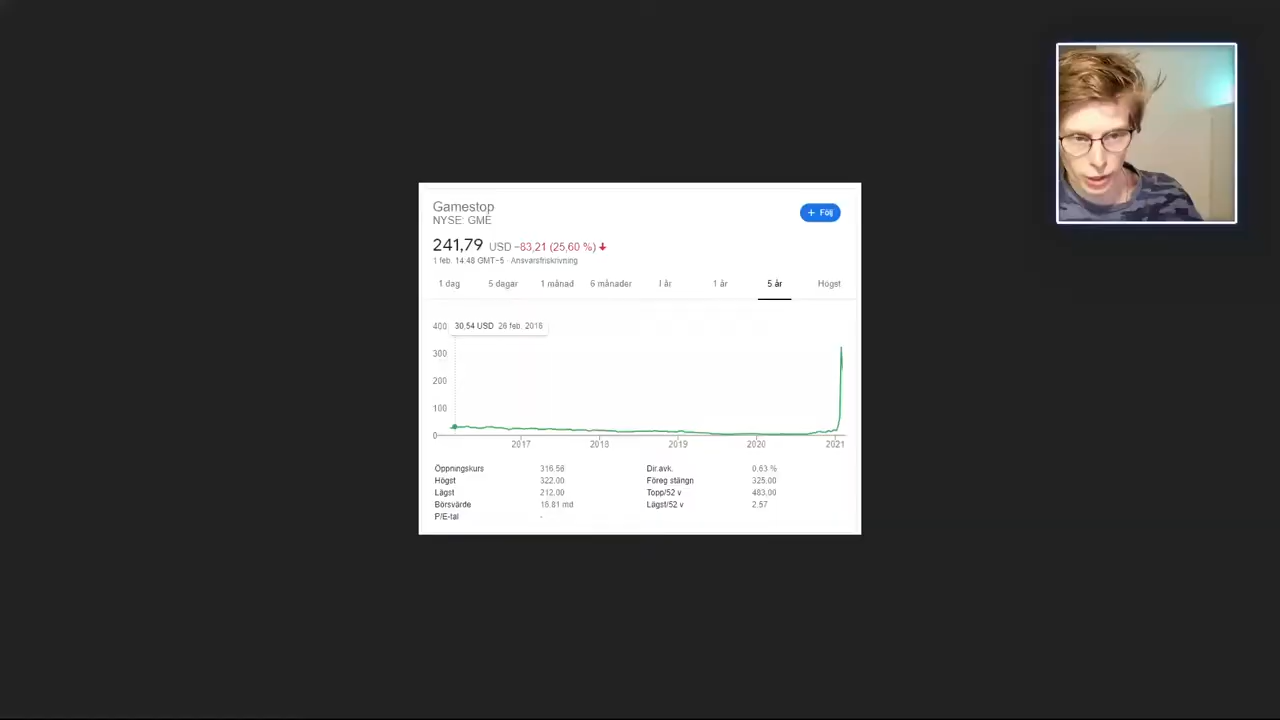 Gamestop
NYSE: GME
+ Följ
241,79 USD −83,21 (25,60 %)
1 feb. 14:48 GMT−5 · Ansvarsfriskrivning
1 dag 5 dagar 1 månad 6 månader I år 1 år 5 år Högst
400 30,54 USD 26 feb. 2016
300
200
100
0
2017 2018 2019 2020 2021
Öppningskurs 316.56 Dir.avk. 0.63 %
Högst 322.00 Föreg stängn 325.00
Lägst 212.00 Topp/52 v 483.00
Börsvärde 16.81 md Lägst/52 v 2.57
P/E-tal -